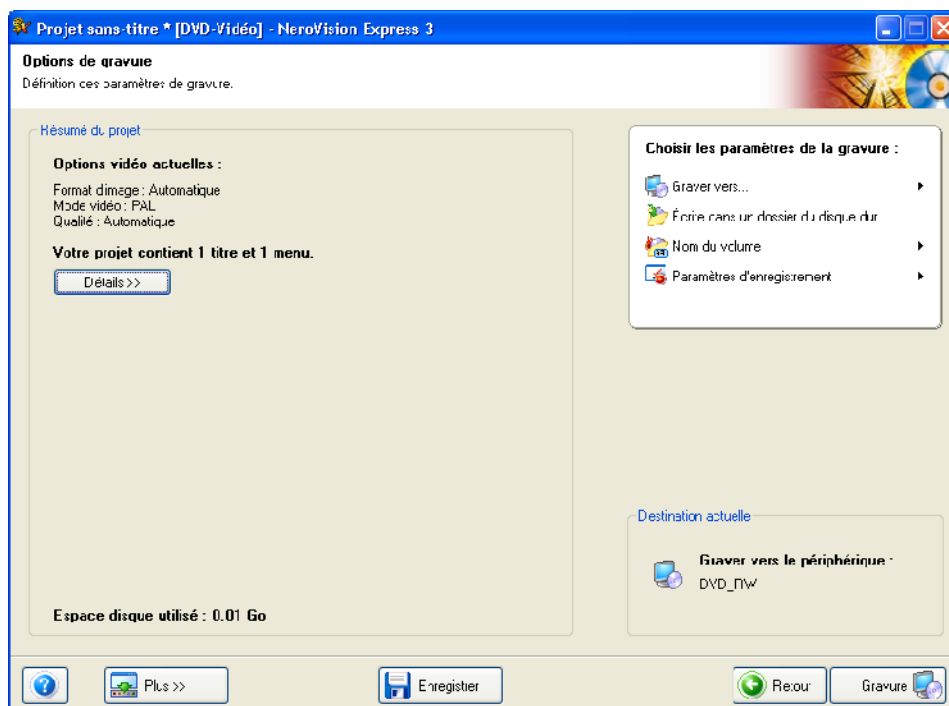 Projet sans-titre * [DVD-Vidéo] - NeroVision Express 3
Options de gravure
Définition des paramètres de gravure.
Résumé du projet
Options vidéo actuelles :
Format d'image : Automatique
Mode vidéo : PAL
Qualité : Automatique
Votre projet contient 1 titre et 1 menu.
Détails >>
Espace disque utilisé : 0.01 Go
Choisir les paramètres de la gravure :
Graver vers...
Écrire dans un dossier du disque dur
Nom du volume
Paramètres d'enregistrement
Destination actuelle
Graver vers le périphérique :
DVD_RW
Plus >>
Enregistrer
Retour
Gravure